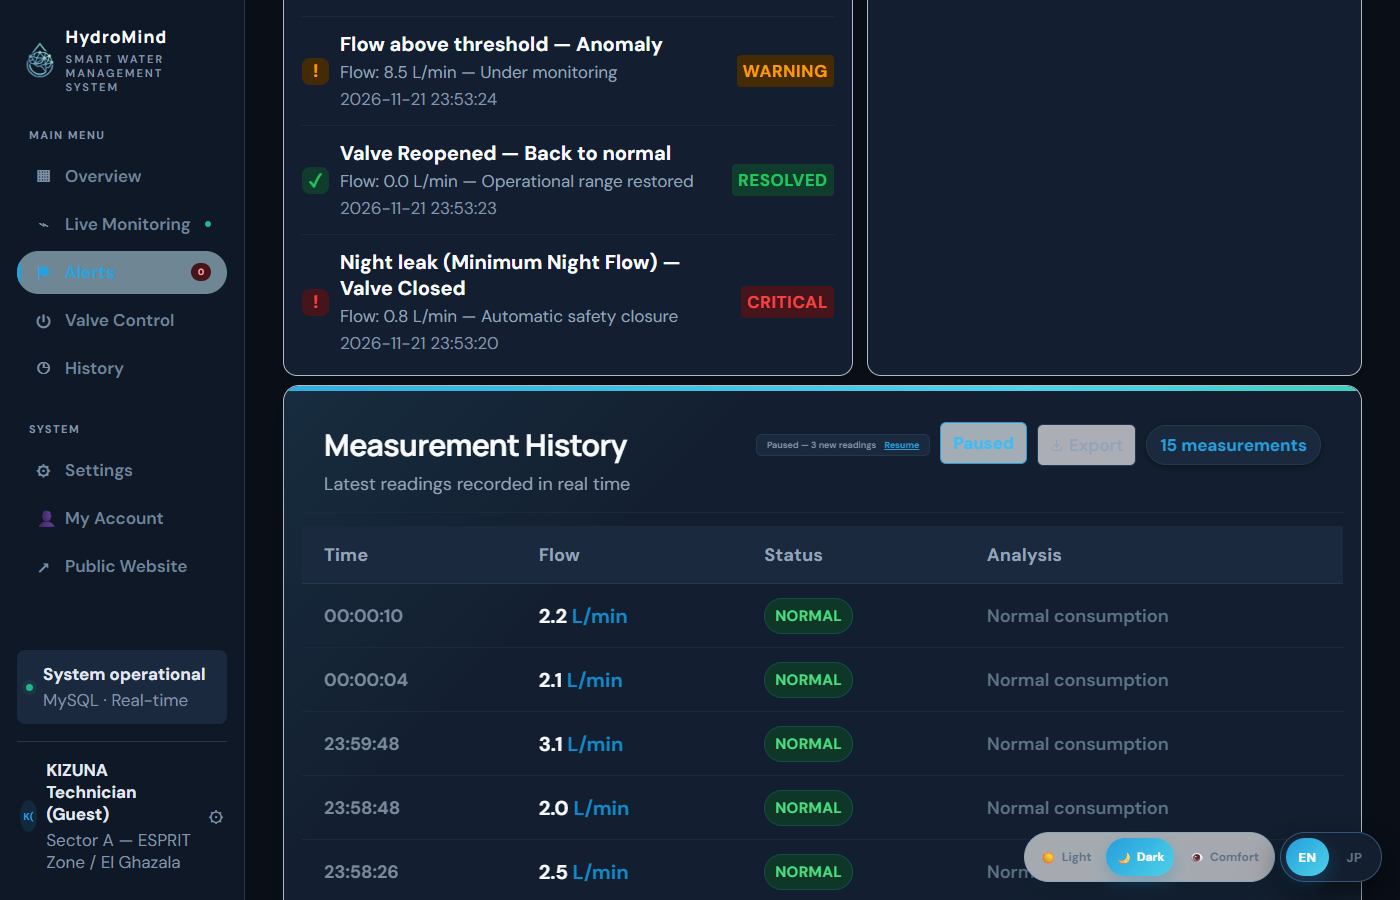 HydroMind
SMART WATER
MANAGEMENT
SYSTEM
MAIN MENU
Overview
Live Monitoring
Alerts 0
Valve Control
History
SYSTEM
Settings
My Account
Public Website
System operational
MySQL · Real-time
K(
KIZUNA
Technician
(Guest)
Sector A — ESPRIT
Zone / El Ghazala
! Flow above threshold — Anomaly
Flow: 8.5 L/min — Under monitoring
2026-11-21 23:53:24
WARNING
Valve Reopened — Back to normal
Flow: 0.0 L/min — Operational range restored
2026-11-21 23:53:23
RESOLVED
! Night leak (Minimum Night Flow) —
Valve Closed
Flow: 0.8 L/min — Automatic safety closure
2026-11-21 23:53:20
CRITICAL
Measurement History
Latest readings recorded in real time
Paused — 3 new readings Resume
Paused
Export
15 measurements
Time Flow Status Analysis
00:00:10 2.2 L/min NORMAL Normal consumption
00:00:04 2.1 L/min NORMAL Normal consumption
23:59:48 3.1 L/min NORMAL Normal consumption
23:58:48 2.0 L/min NORMAL Normal consumption
23:58:26 2.5 L/min NORMAL Norm
Light Dark Comfort EN JP